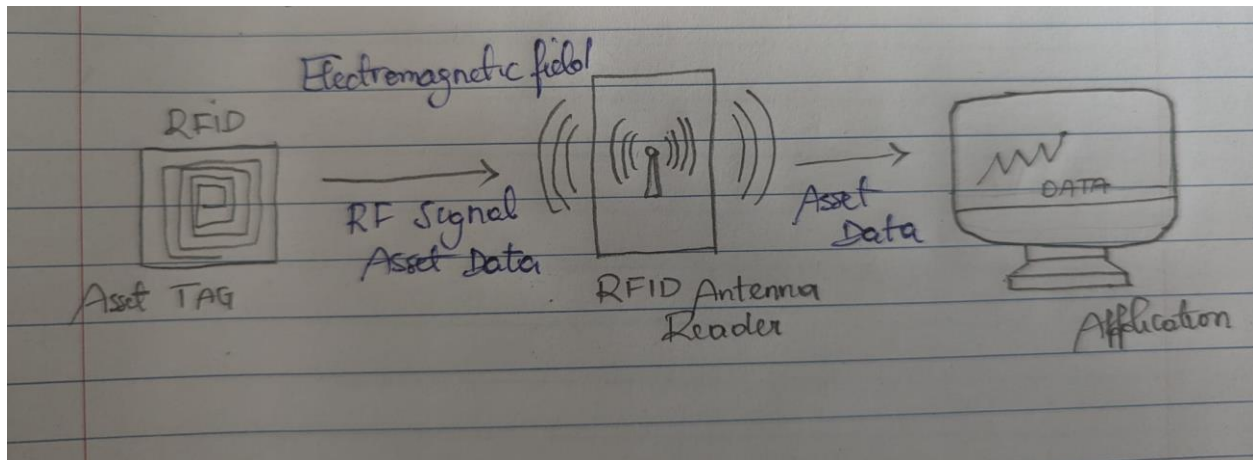 Electromagnetic field
RFiD
Asset TAG
RF Signal
Asset Data
RFID Antenna
Reader
Asset
Data
DATA
Application